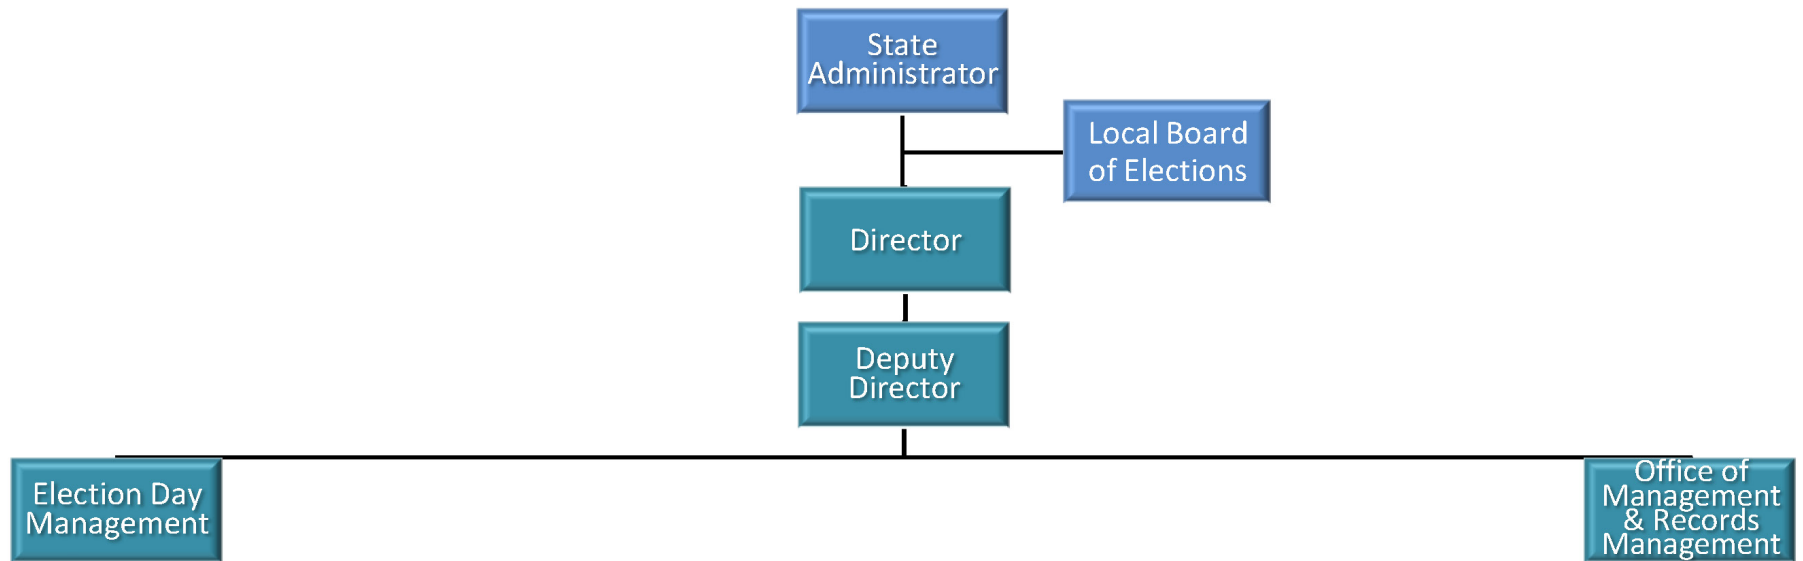 State
Administrator
Local Board
of Elections
Director
Deputy
Director
Election Day
Management
Office of
Management
& Records
Management